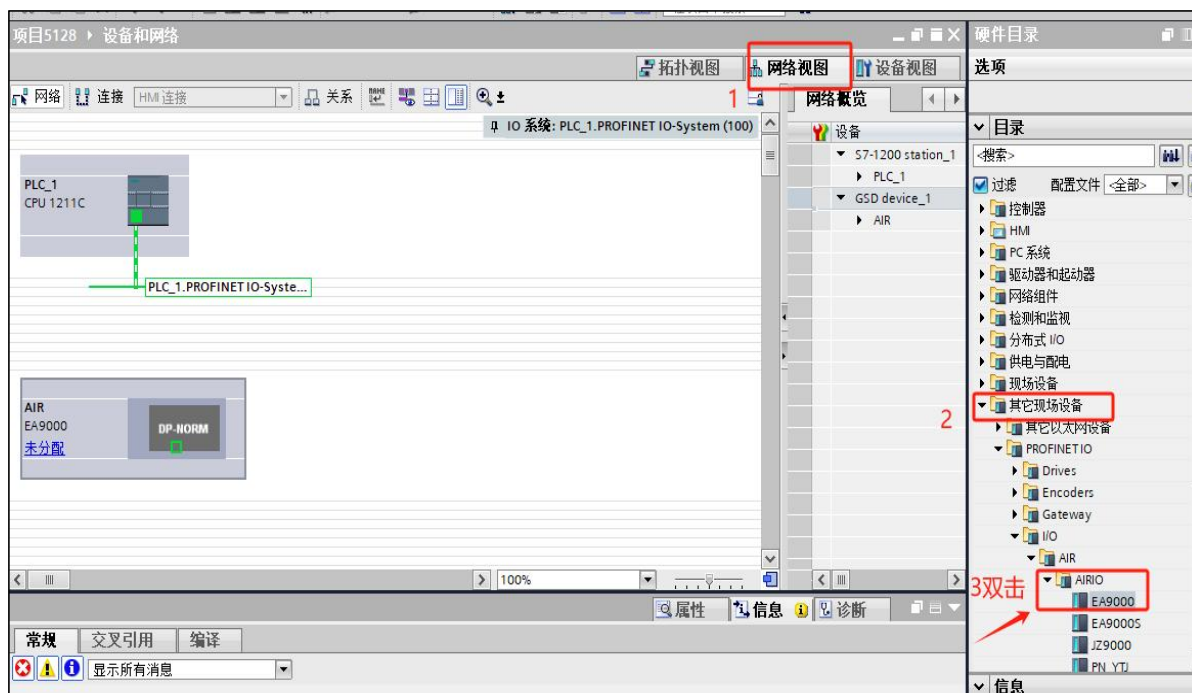 项目5128 ▸ 设备和网络
拓扑视图
网络视图
设备视图
网络
连接
HMI 连接
关系
1
IO 系统: PLC_1.PROFINET IO-System (100)
PLC_1
CPU 1211C
PLC_1.PROFINET IO-Syste...
AIR
EA9000
未分配
DP-NORM
100%
网络概览
设备
S7-1200 station_1
PLC_1
GSD device_1
AIR
属性
信息
诊断
常规
交叉引用
编译
显示所有消息
硬件目录
选项
目录
<搜索>
过滤
配置文件
<全部>
控制器
HMI
PC 系统
驱动器和起动器
网络组件
检测和监视
分布式 I/O
供电与配电
现场设备
2
其它现场设备
其它以太网设备
PROFINET IO
Drives
Encoders
Gateway
I/O
AIR
AIRIO
3双击
EA9000
EA9000S
JZ9000
PN_YTJ
信息